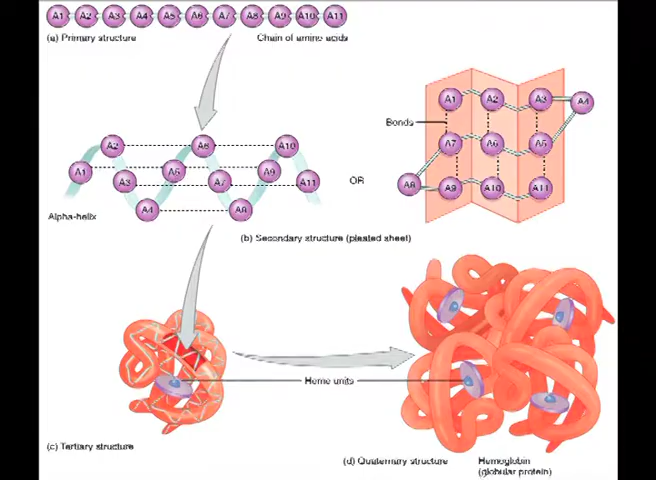 A1 A2 A3 A4 A5 A6 A7 A8 A9 A10 A11
(a) Primary structure
Chain of amino acids
A2 A6 A10
A1 A5 A9
A3 A7 A11
A4 A8
Alpha-helix
OR
A1 A2 A3 A4
Bonds
A7 A6 A5
A8 A9 A10 A11
(b) Secondary structure (pleated sheet)
Heme units
(c) Tertiary structure
(d) Quaternary structure
Hemoglobin
(globular protein)